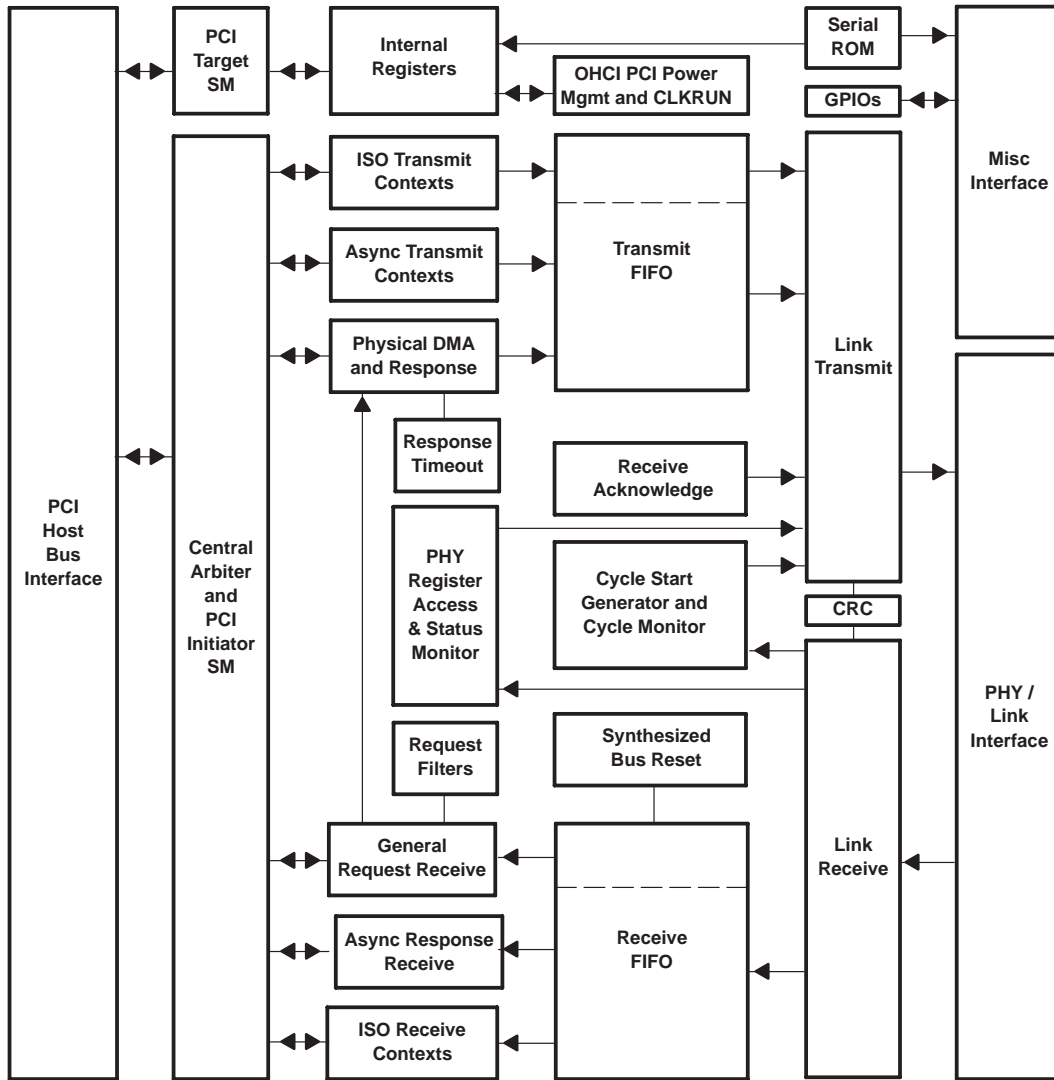 PCI
Host
Bus
Interface
PCI
Target
SM
Central
Arbiter
and
PCI
Initiator
SM
Internal
Registers
OHCI PCI Power
Mgmt and CLKRUN
Serial
ROM
GPIOs
Misc
Interface
ISO Transmit
Contexts
Async Transmit
Contexts
Physical DMA
and Response
Transmit
FIFO
Link
Transmit
Response
Timeout
Receive
Acknowledge
PHY
Register
Access
& Status
Monitor
Cycle Start
Generator and
Cycle Monitor
CRC
PHY /
Link
Interface
Request
Filters
Synthesized
Bus Reset
General
Request Receive
Async Response
Receive
ISO Receive
Contexts
Receive
FIFO
Link
Receive